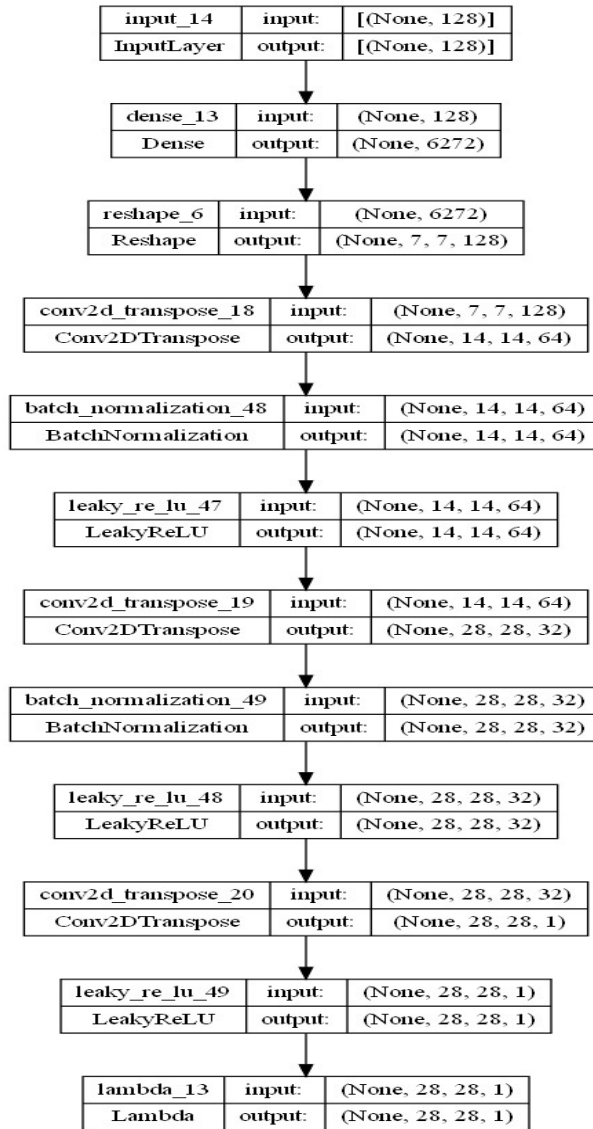 input_14 input: [(None, 128)]
InputLayer output: [(None, 128)]
dense_13 input: (None, 128)
Dense output: (None, 6272)
reshape_6 input: (None, 6272)
Reshape output: (None, 7, 7, 128)
conv2d_transpose_18 input: (None, 7, 7, 128)
Conv2DTranspose output: (None, 14, 14, 64)
batch_normalization_48 input: (None, 14, 14, 64)
BatchNormalization output: (None, 14, 14, 64)
leaky_re_lu_47 input: (None, 14, 14, 64)
LeakyReLU output: (None, 14, 14, 64)
conv2d_transpose_19 input: (None, 14, 14, 64)
Conv2DTranspose output: (None, 28, 28, 32)
batch_normalization_49 input: (None, 28, 28, 32)
BatchNormalization output: (None, 28, 28, 32)
leaky_re_lu_48 input: (None, 28, 28, 32)
LeakyReLU output: (None, 28, 28, 32)
conv2d_transpose_20 input: (None, 28, 28, 32)
Conv2DTranspose output: (None, 28, 28, 1)
leaky_re_lu_49 input: (None, 28, 28, 1)
LeakyReLU output: (None, 28, 28, 1)
lambda_13 input: (None, 28, 28, 1)
Lambda output: (None, 28, 28, 1)